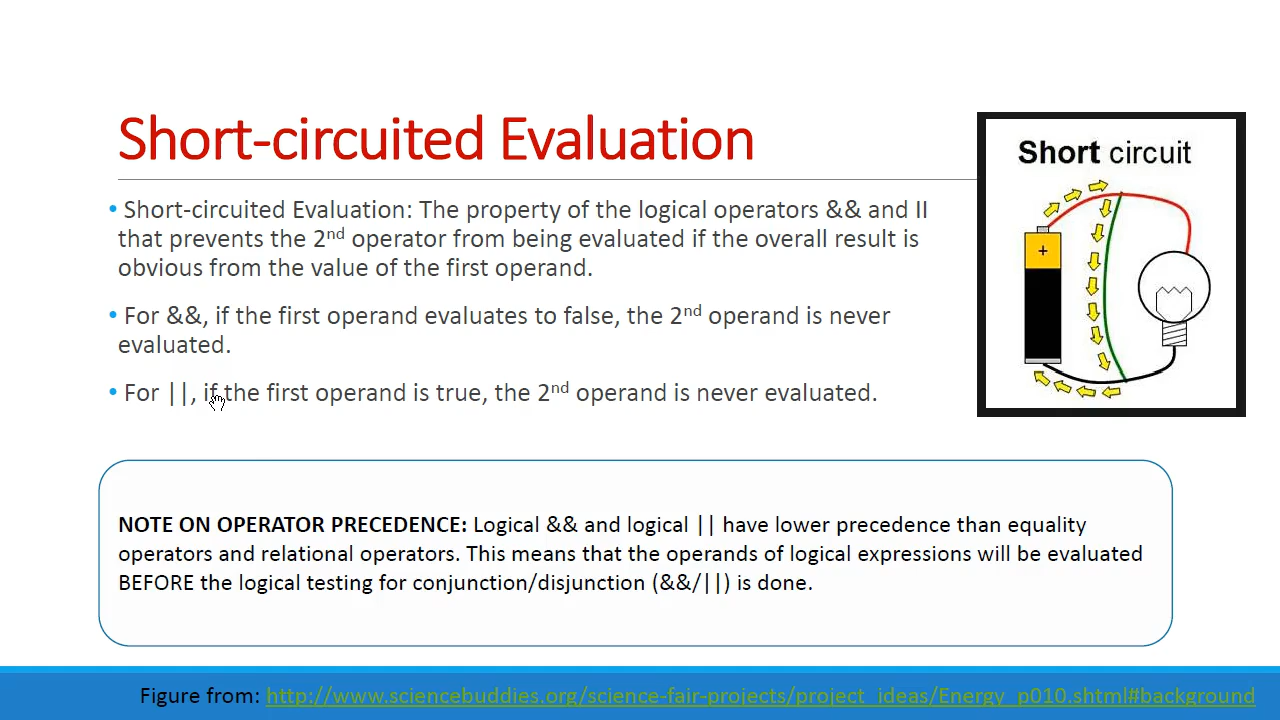 Short-circuited Evaluation
• Short-circuited Evaluation: The property of the logical operators && and II
that prevents the 2nd operator from being evaluated if the overall result is
obvious from the value of the first operand.
• For &&, if the first operand evaluates to false, the 2nd operand is never
evaluated.
• For ||, if the first operand is true, the 2nd operand is never evaluated.
Short circuit
+
NOTE ON OPERATOR PRECEDENCE: Logical && and logical || have lower precedence than equality
operators and relational operators. This means that the operands of logical expressions will be evaluated
BEFORE the logical testing for conjunction/disjunction (&&/||) is done.
Figure from: http://www.sciencebuddies.org/science-fair-projects/project_ideas/Energy_p010.shtml#background